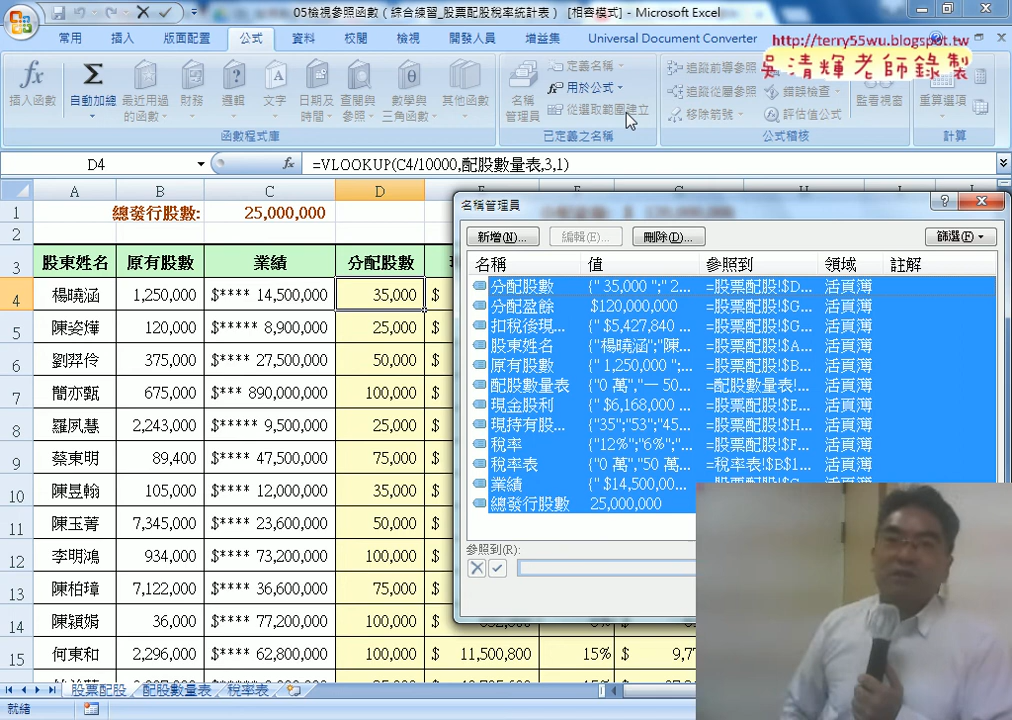 05檢視參照函數（綜合練習_股票配股稅率統計表） [相容模式] - Microsoft Excel
常用 插入 版面配置 公式 資料 校閱 檢視 開發人員 增益集 Universal Document Converter
http://terry55wu.blogspot.tw
吳清輝老師錄製
插入函數 自動加總 最近用過的函數 財務 邏輯 文字 日期及時間 查閱與參照 數學與三角函數 其他函數
函數程式庫
名稱管理員 定義名稱 用於公式 從選取範圍建立
已定義之名稱
追蹤前導參照 追蹤從屬參照 移除箭號 錯誤檢查 評估值公式 監看視窗
公式稽核
重算選項
計算
D4 fx =VLOOKUP(C4/10000,配股數量表,3,1)
A B C D
1 總發行股數: 25,000,000
2
3 股東姓名 原有股數 業績 分配股數
4 楊曉涵 1,250,000 $**** 14,500,000 35,000 $
5 陳姿燁 120,000 $***** 8,900,000 25,000 $
6 劉羿伶 375,000 $**** 27,500,000 50,000 $
7 簡亦甄 675,000 $*** 890,000,000 100,000 $
8 羅夙慧 2,243,000 $***** 9,500,000 25,000 $
9 蔡東明 89,400 $**** 47,500,000 75,000 $
10 陳昱翰 105,000 $**** 12,000,000 35,000 $
11 陳玉菁 7,345,000 $**** 23,600,000 50,000 $
12 李明鴻 934,000 $**** 73,200,000 100,000 $
13 陳柏璋 7,122,000 $**** 36,600,000 75,000 $
14 陳穎娟 36,000 $**** 77,200,000 100,000 $
15 何東和 2,296,000 $**** 62,800,000 100,000 $ 11,500,800 15% $ 9,7
名稱管理員
新增(N)... 編輯(E)... 刪除(D)... 篩選(F)
名稱 值 參照到 領域 註解
分配股數 {" 35,000 ";" 2... =股票配股!$D... 活頁簿
分配盈餘 $120,000,000 =股票配股!$G... 活頁簿
扣稅後現... {" $5,427,840 ... =股票配股!$G... 活頁簿
股東姓名 {"楊曉涵";"陳... =股票配股!$A... 活頁簿
原有股數 {" 1,250,000 ";... =股票配股!$B... 活頁簿
配股數量表 {"0 萬","一 50... =配股數量表!... 活頁簿
現金股利 {" $6,168,000 ... =股票配股!$E... 活頁簿
現持有股... {"35";"53";"45... =股票配股!$H... 活頁簿
稅率 {"12%";"6%";"... =股票配股!$F... 活頁簿
稅率表 {"0 萬","50 萬... =稅率表!$B$1... 活頁簿
業績 {" $14,500,00...
總發行股數 25,000,000
參照到(R):
股票配股 配股數量表 稅率表
就緒